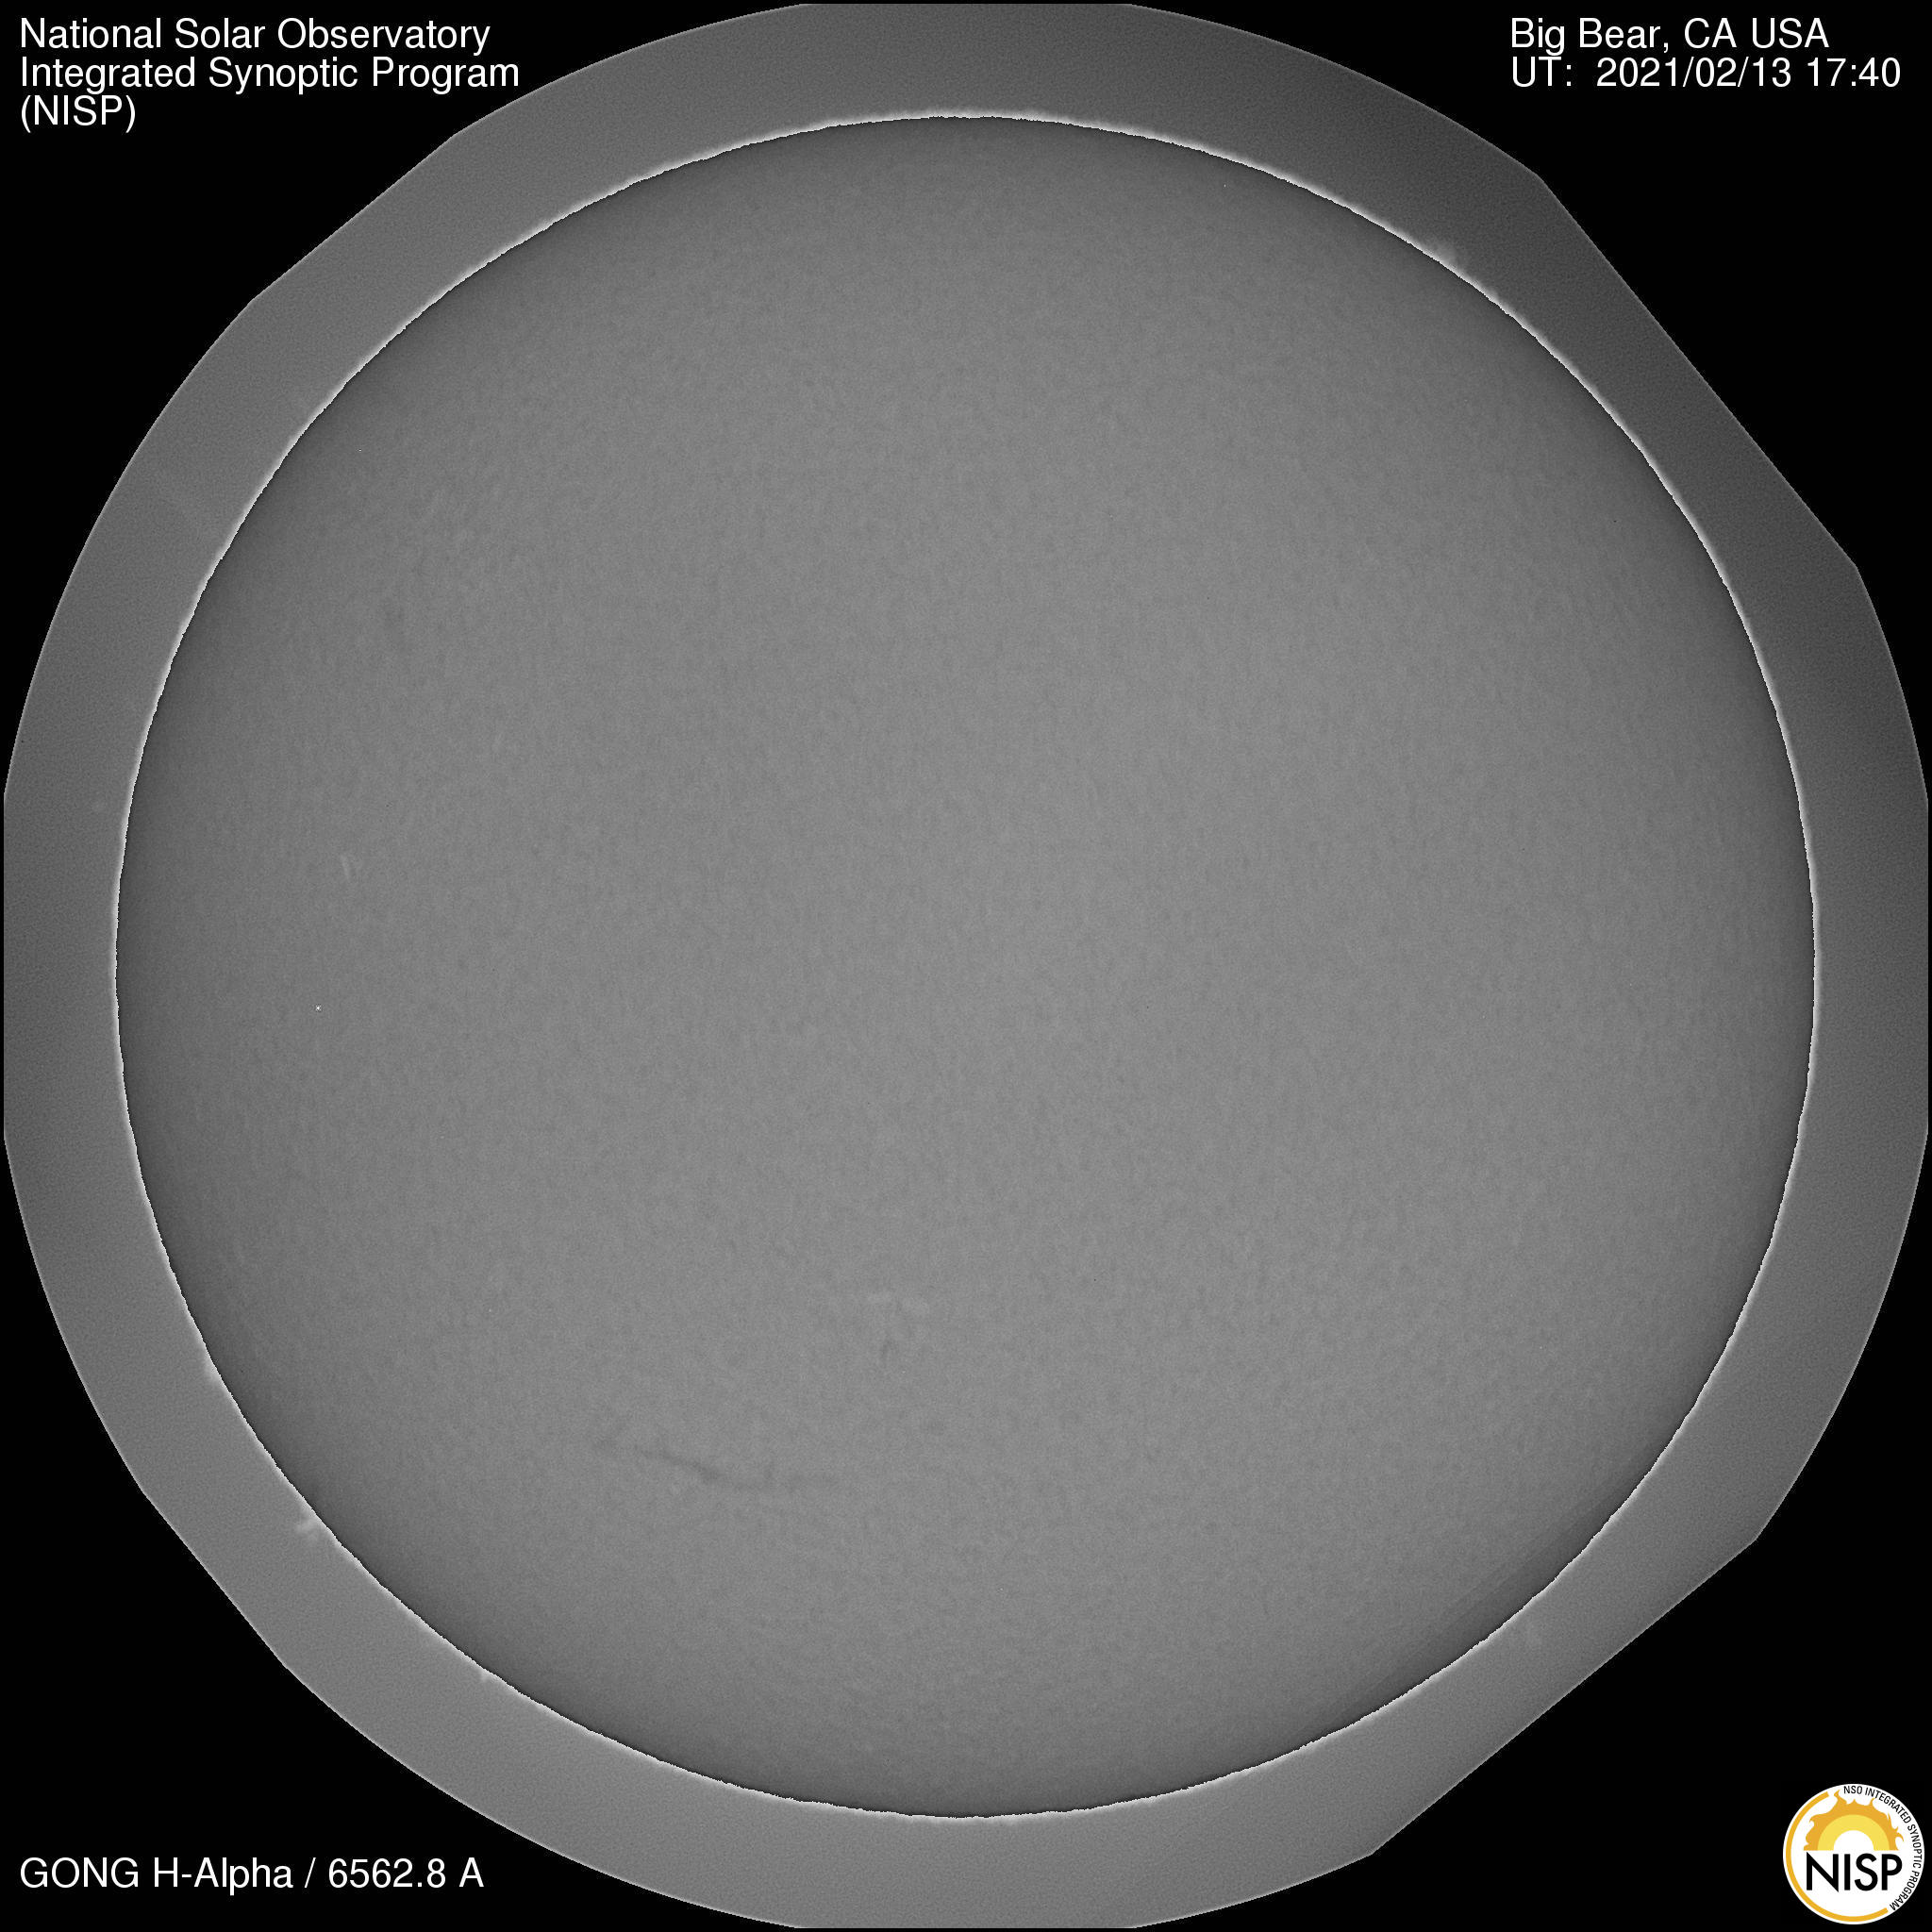 National Solar Observatory
Integrated Synoptic Program
(NISP)
Big Bear, CA USA
UT: 2021/02/13 17:40
GONG H-Alpha / 6562.8 A
NSO INTEGRATED SYNOPTIC PROGRAM
NISP